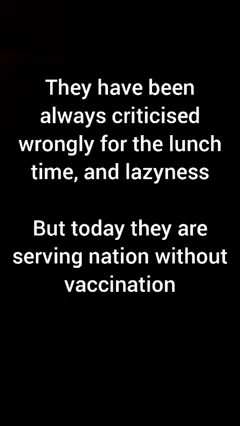 They have been
always criticised
wrongly for the lunch
time, and lazyness
But today they are
serving nation without
vaccination